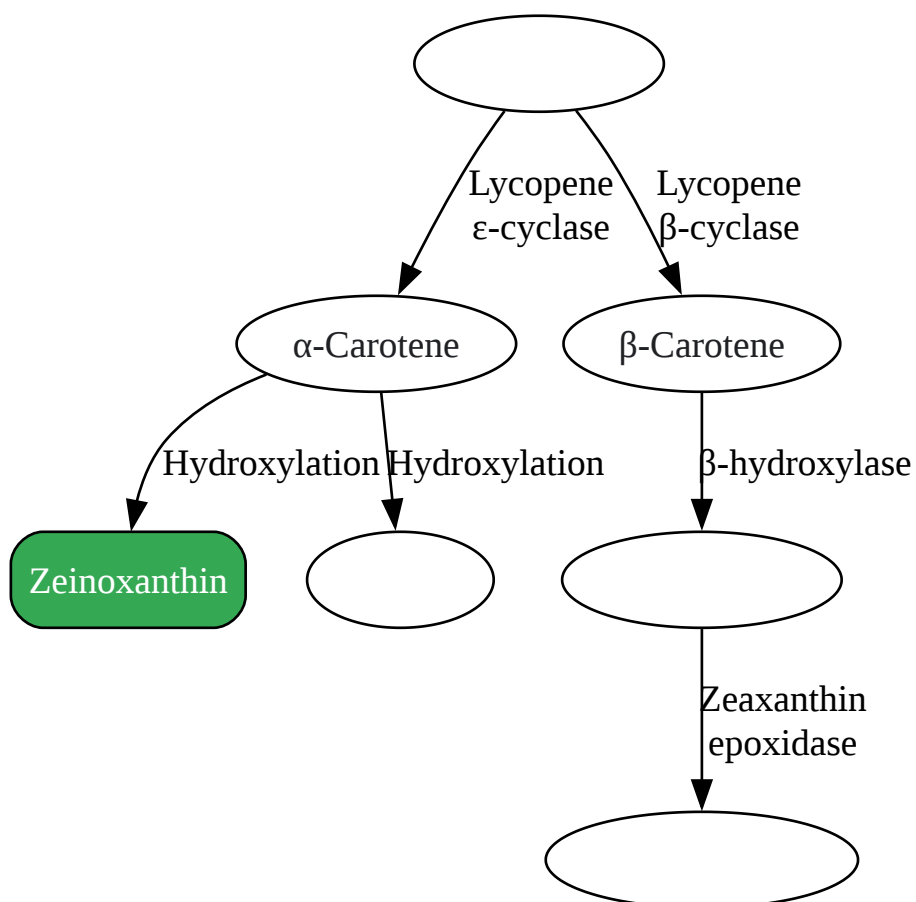 Lycopene
ε-cyclase
Lycopene
β-cyclase
α-Carotene
β-Carotene
Hydroxylation
Hydroxylation
β-hydroxylase
Zeinoxanthin
Zeaxanthin
epoxidase